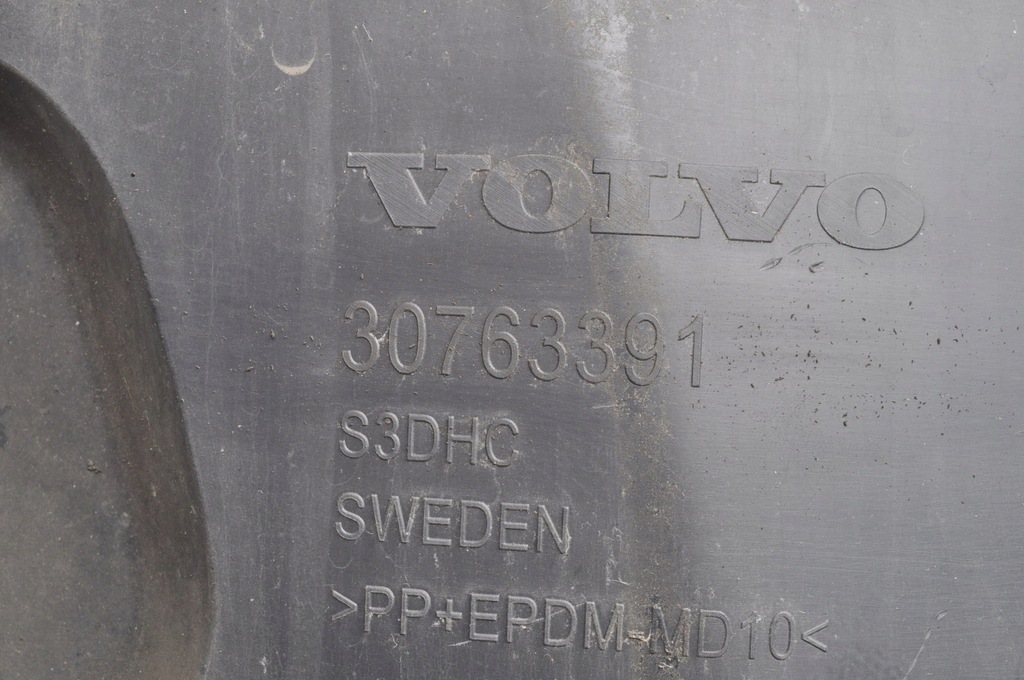 VOLVO
30763391
S3DHC
SWEDEN
>PP+EPDM-MD10<